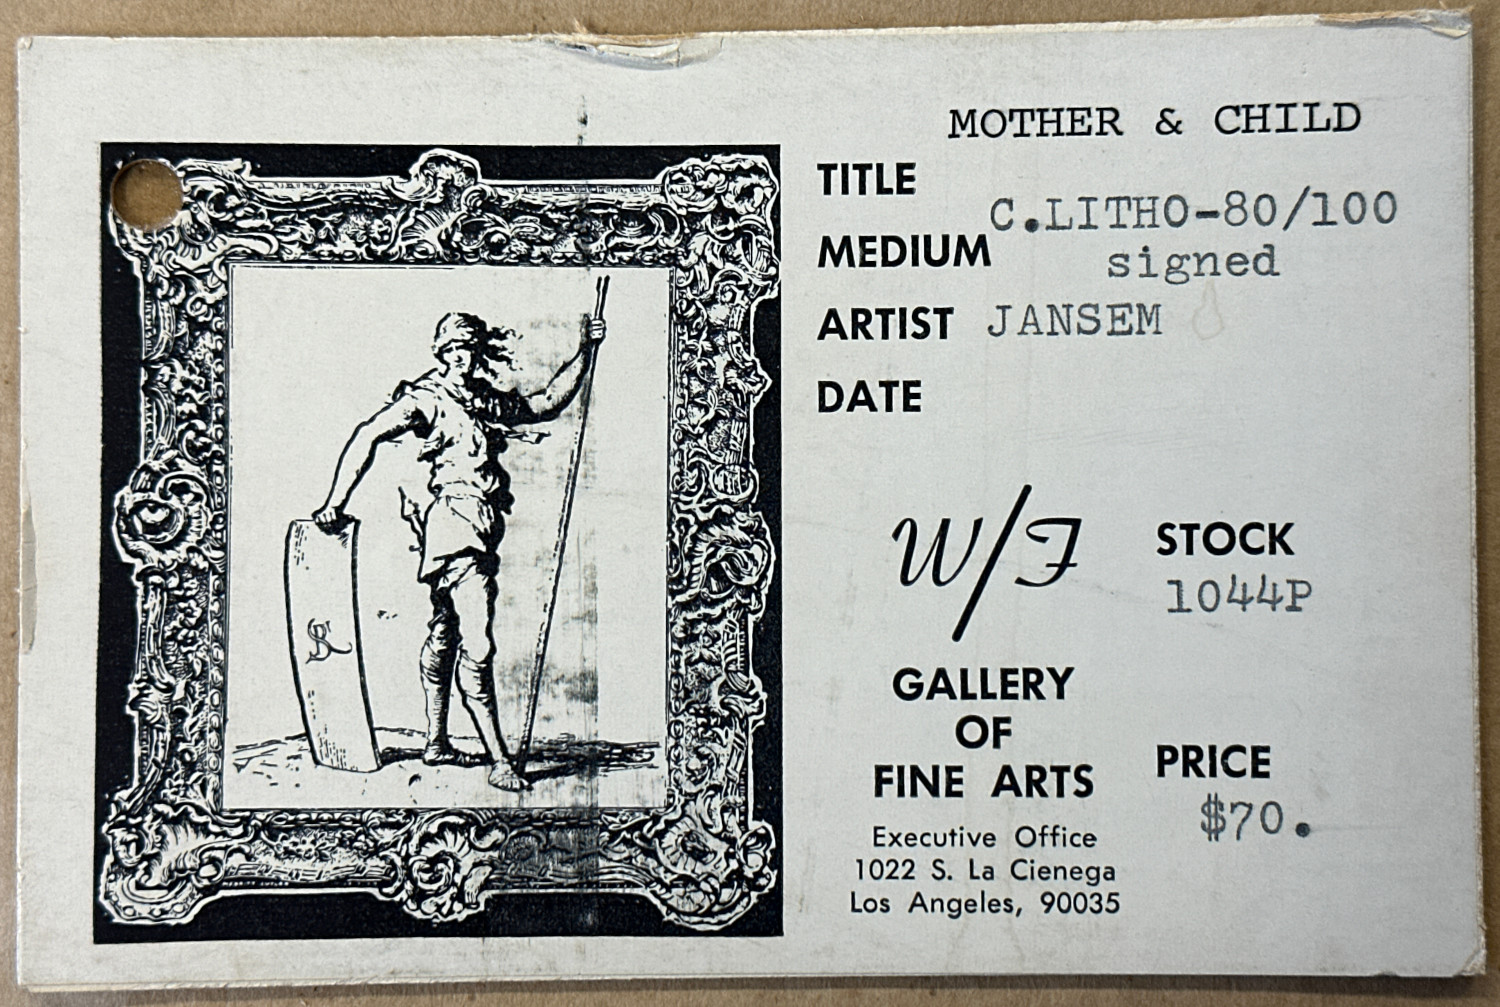 MOTHER & CHILD
TITLE
C.LITHO-80/100
MEDIUM
signed
ARTIST JANSEM
DATE
W/F
STOCK
1044P
GALLERY
OF
FINE ARTS
PRICE
$70.
Executive Office
1022 S. La Cienega
Los Angeles, 90035